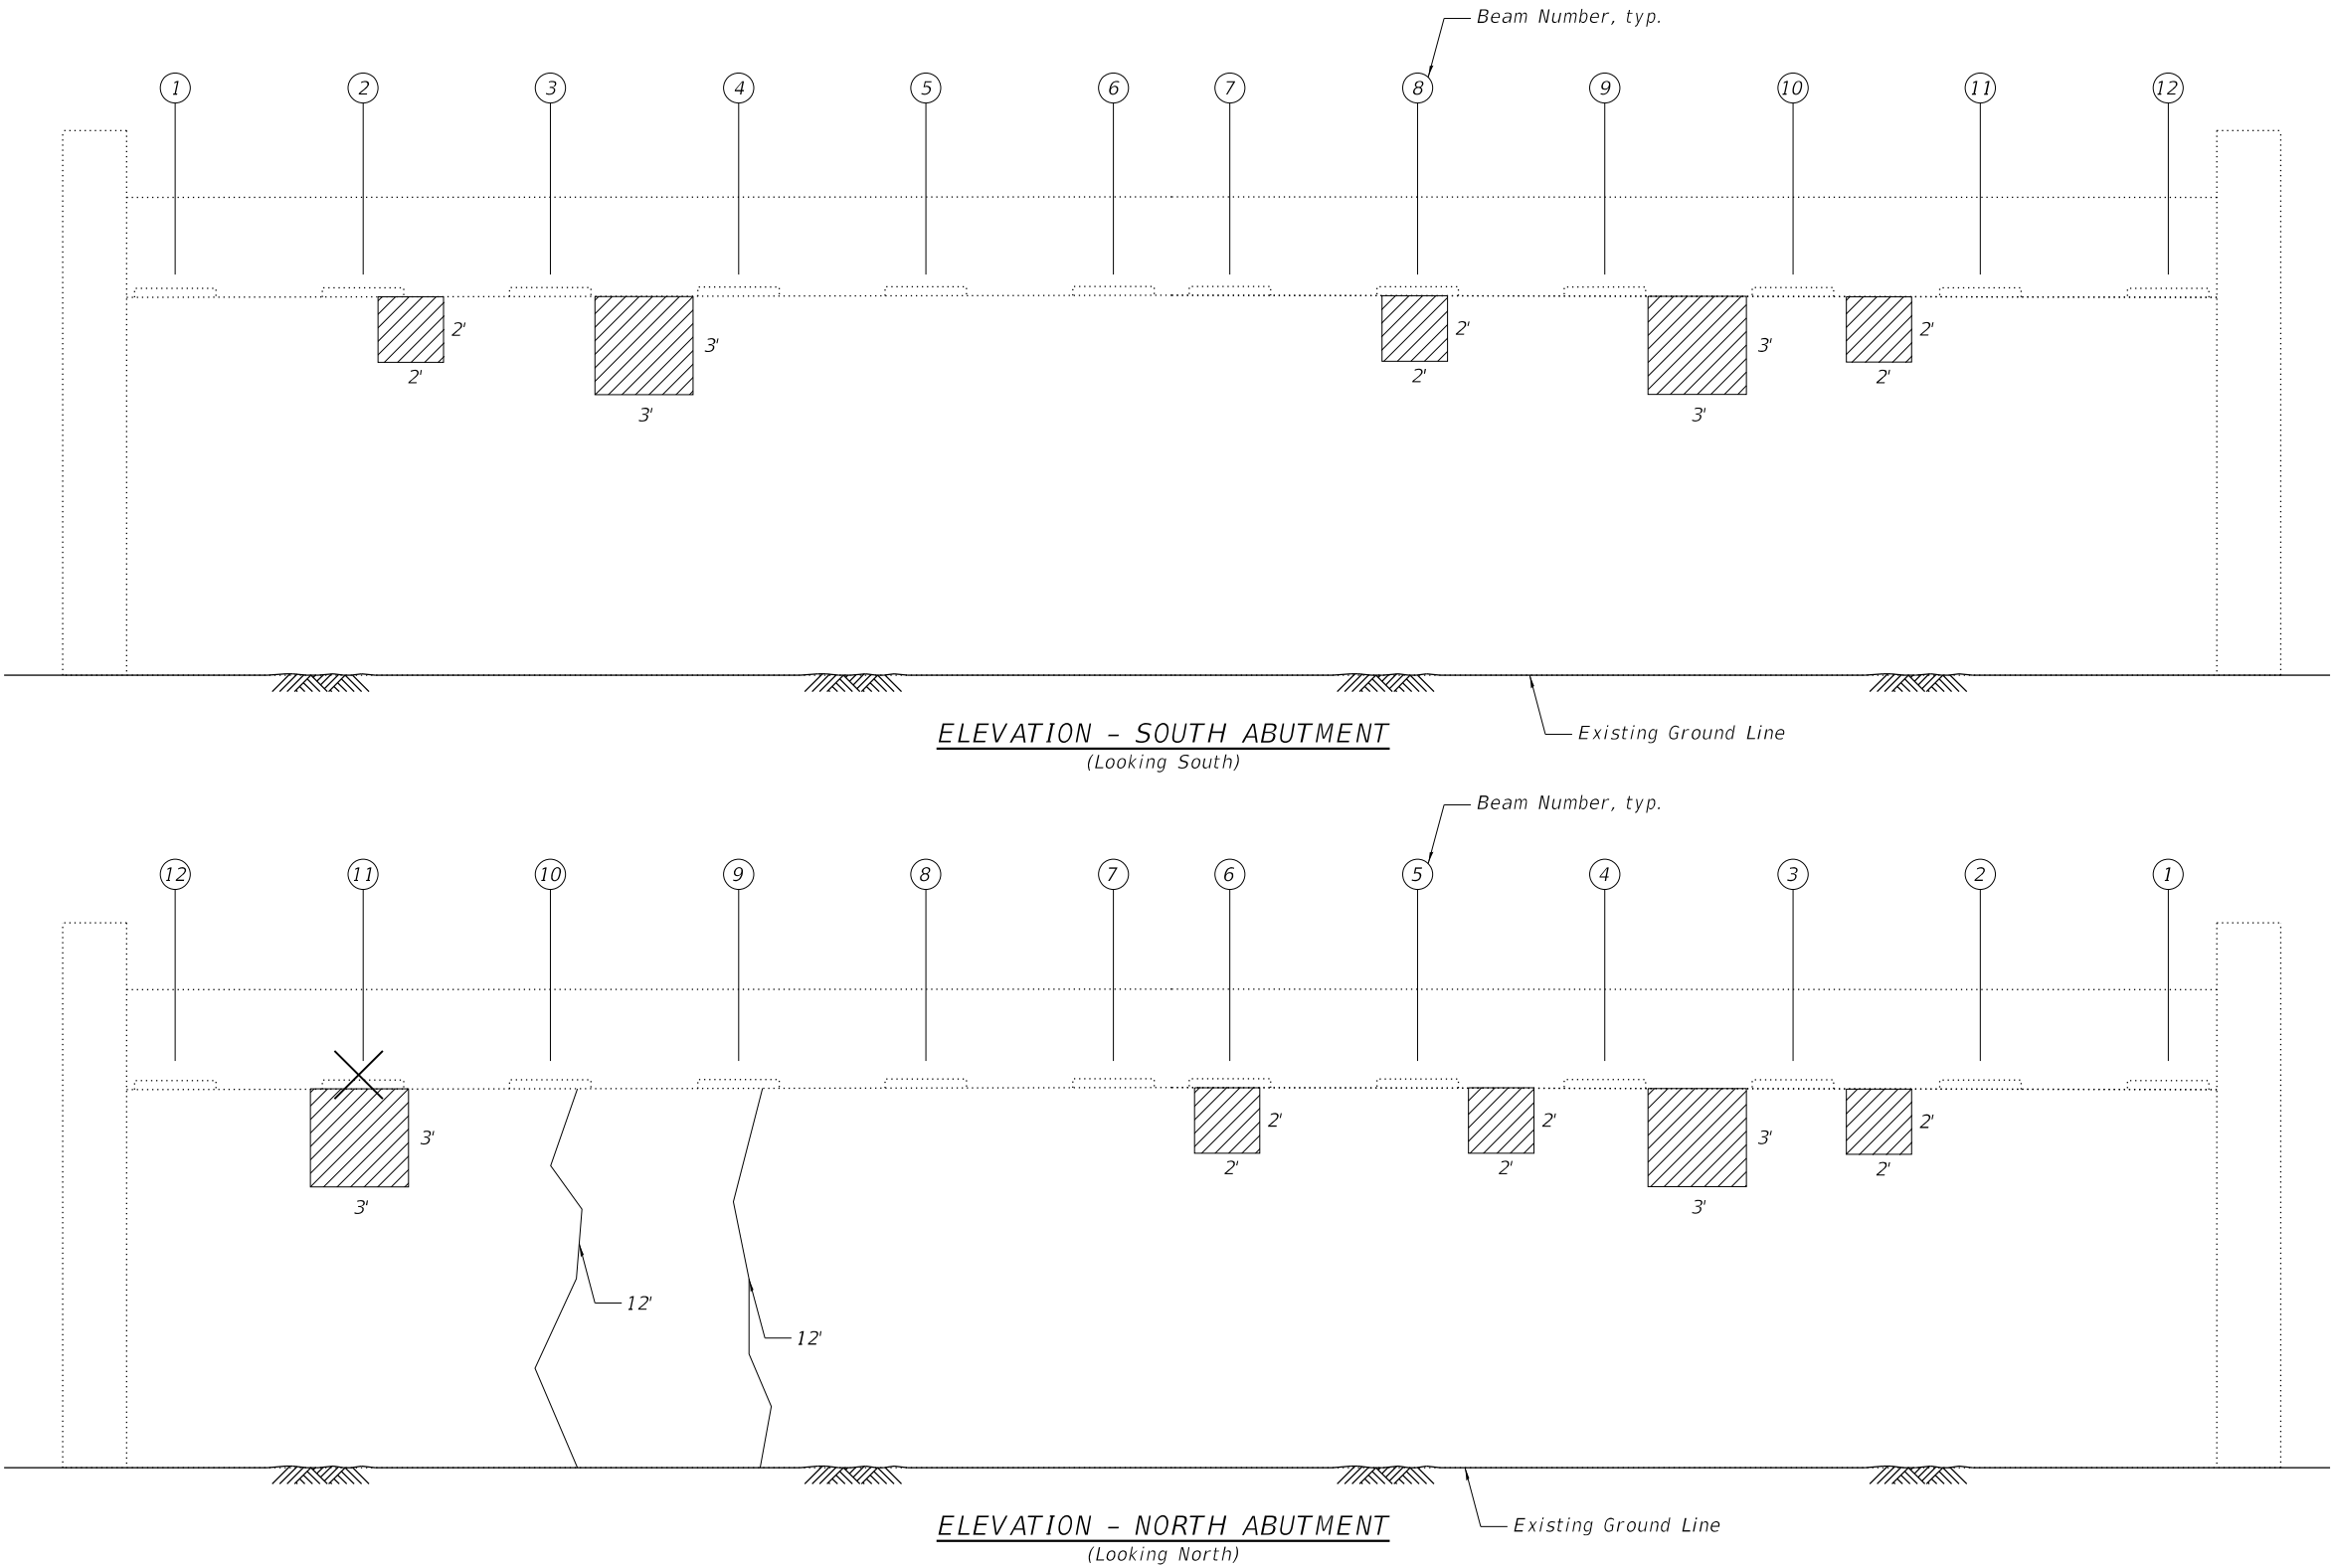 Beam Number, typ.
1 2 3 4 5 6 7 8 9 10 11 12
2' 3' 2' 3' 2'
2' 3' 2' 3' 2'
ELEVATION - SOUTH ABUTMENT
(Looking South)
Existing Ground Line
Beam Number, typ.
12 11 10 9 8 7 6 5 4 3 2 1
3' 2' 2' 3' 2'
3' 2' 2' 3' 2'
12'
12'
ELEVATION - NORTH ABUTMENT
(Looking North)
Existing Ground Line